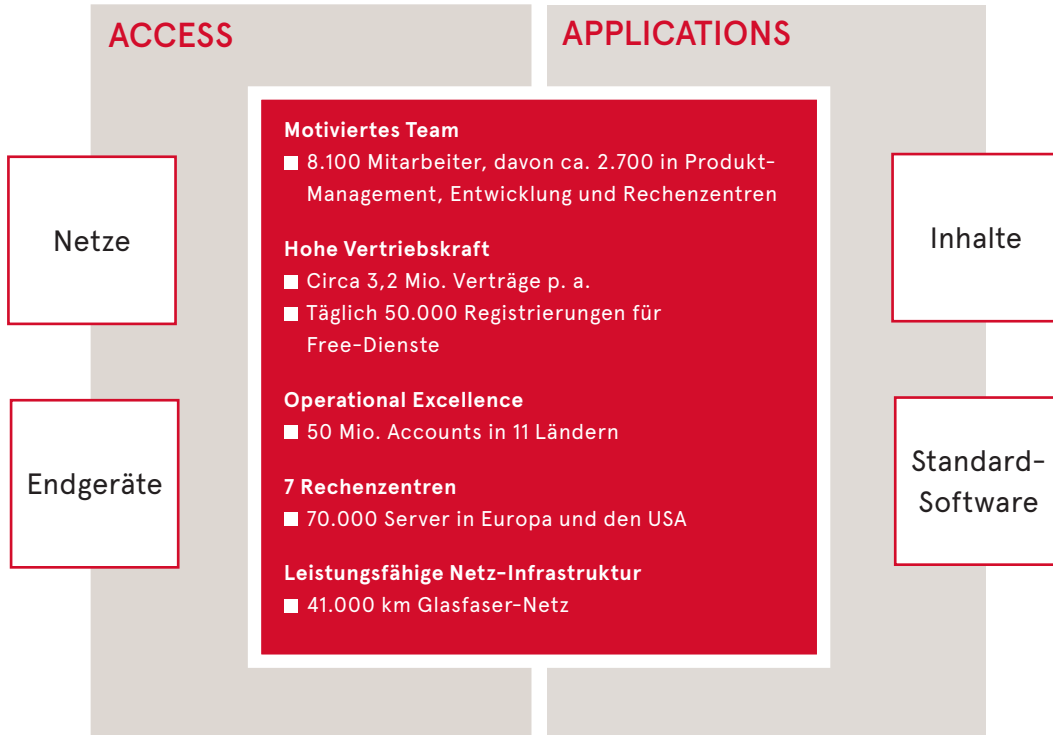 ACCESS
APPLICATIONS
Netze
Endgeräte
Motiviertes Team
8.100 Mitarbeiter, davon ca. 2.700 in Produkt-
Management, Entwicklung und Rechenzentren
Hohe Vertriebskraft
Circa 3,2 Mio. Verträge p. a.
Täglich 50.000 Registrierungen für
Free-Dienste
Operational Excellence
50 Mio. Accounts in 11 Ländern
7 Rechenzentren
70.000 Server in Europa und den USA
Leistungsfähige Netz-Infrastruktur
41.000 km Glasfaser-Netz
Inhalte
Standard-
Software